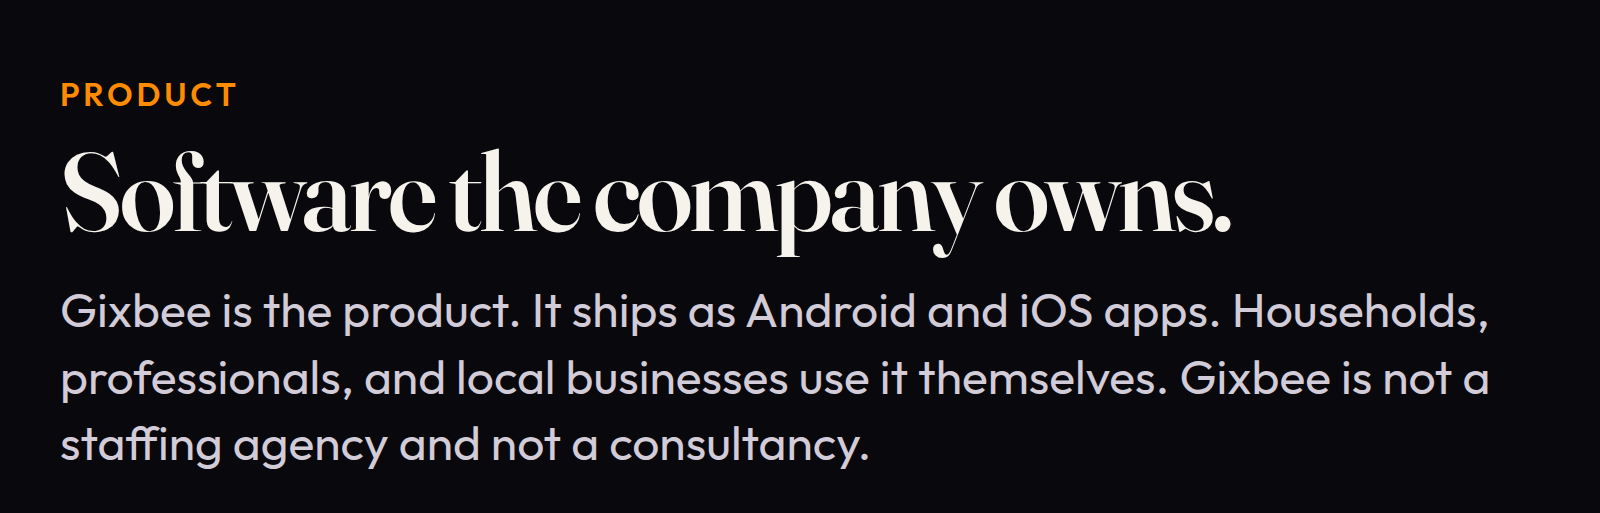 PRODUCT
Software the company owns.
Gixbee is the product. It ships as Android and iOS apps. Households,
professionals, and local businesses use it themselves. Gixbee is not a
staffing agency and not a consultancy.